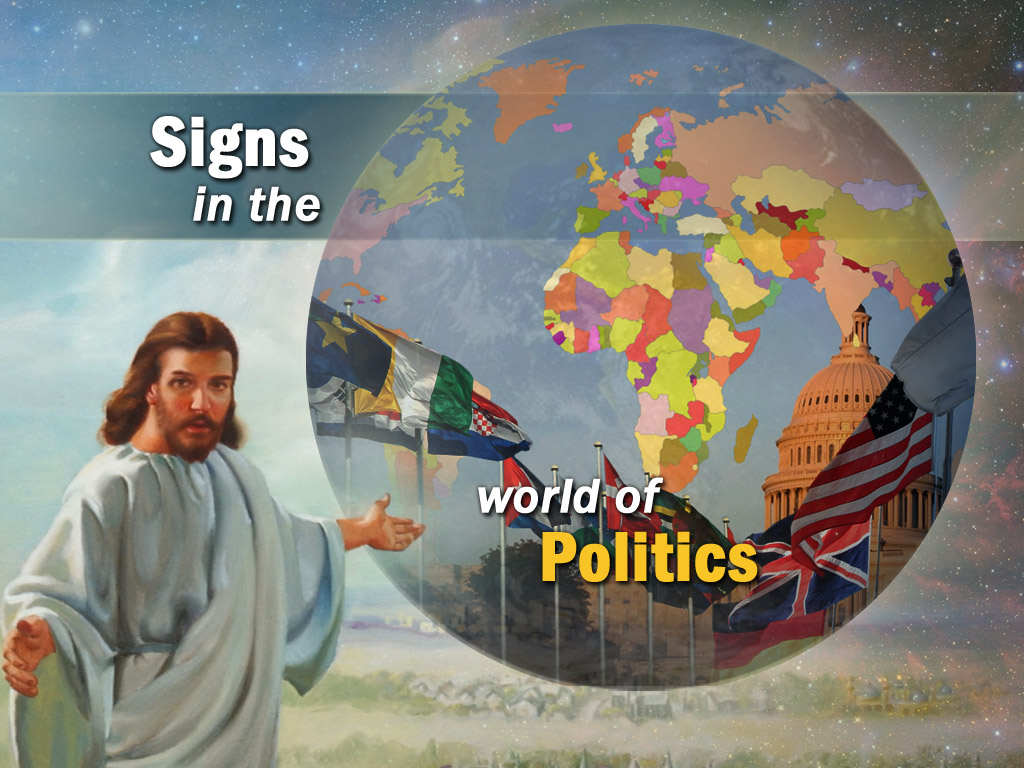 Signs
in the
world of
Politics